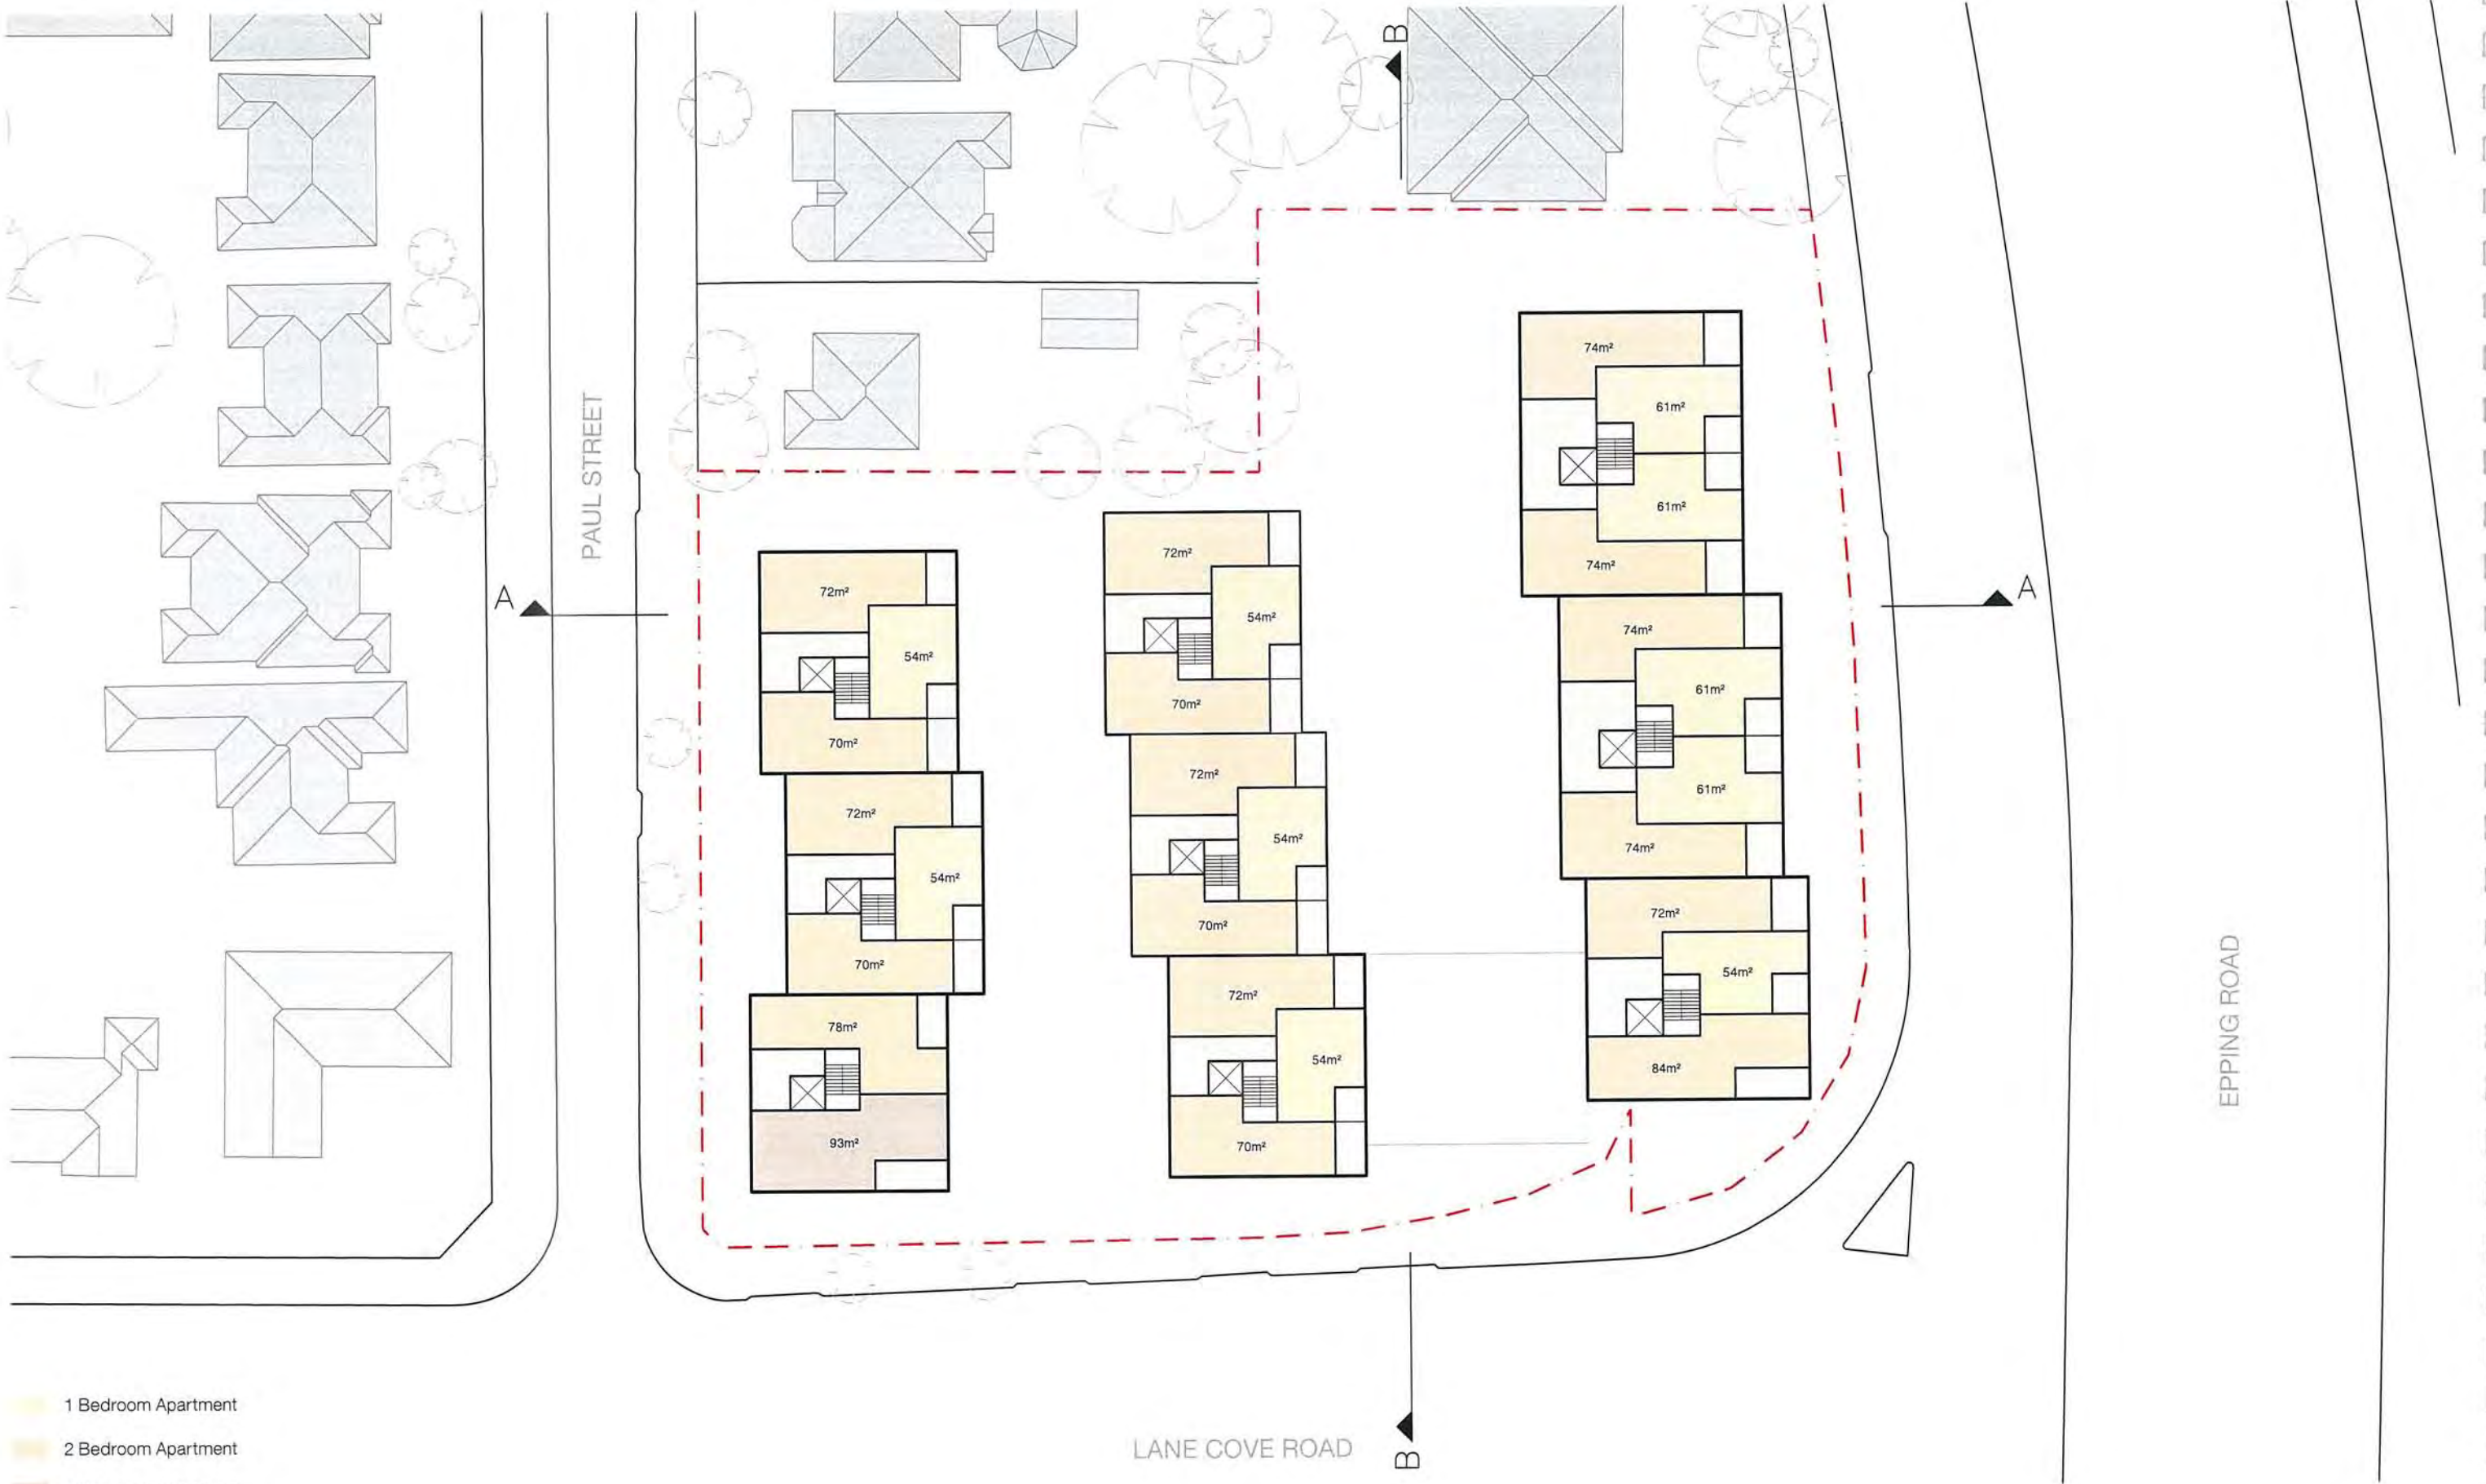 B
PAUL STREET
A
A
74m²
61m²
61m²
74m²
72m²
54m²
70m²
72m²
54m²
70m²
74m²
61m²
61m²
74m²
72m²
54m²
70m²
72m²
54m²
70m²
72m²
54m²
84m²
78m²
93m²
72m²
54m²
70m²
EPPING ROAD
1 Bedroom Apartment
2 Bedroom Apartment
LANE COVE ROAD
B